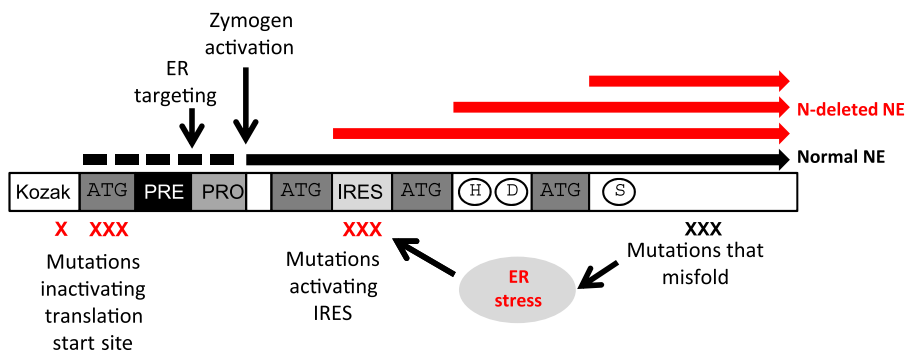 Zymogen
activation
ER
targeting
N-deleted NE
Normal NE
Kozak ATG PRE PRO ATG IRES ATG H D ATG S
X XXX XXX XXX
Mutations
inactivating
translation
start site
Mutations
activating
IRES
ER
stress
Mutations that
misfold